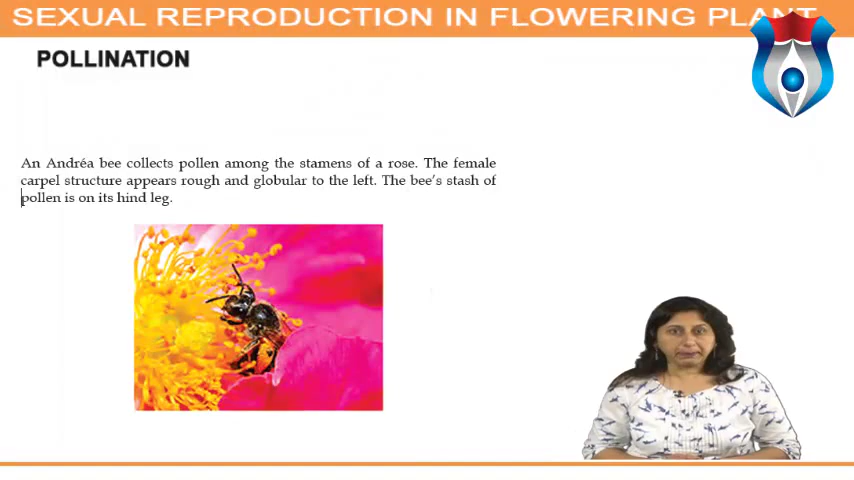 SEXUAL REPRODUCTION IN FLOWERING PLANT
POLLINATION
An Andréa bee collects pollen among the stamens of a rose. The female
carpel structure appears rough and globular to the left. The bee's stash of
pollen is on its hind leg.